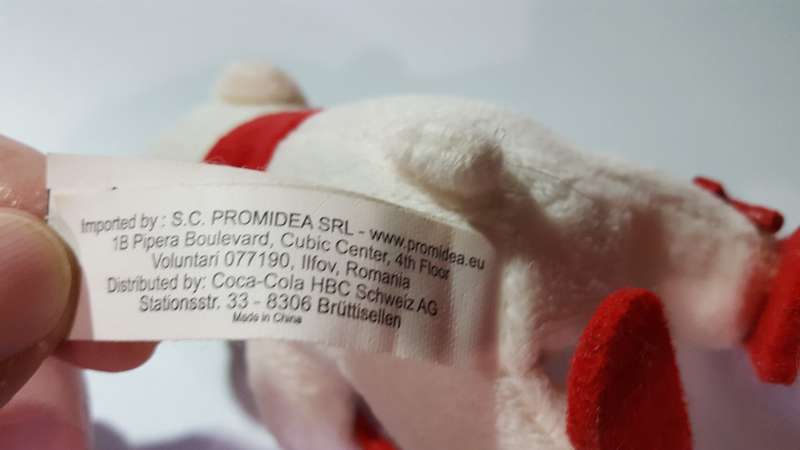 Imported by : S.C. PROMIDEA SRL - www.promidea.eu
1B Pipera Boulevard, Cubic Center, 4th Floor
Voluntari 077190, Ilfov, Romania
Distributed by: Coca-Cola HBC Schweiz AG
Stationsstr. 33 - 8306 Brüttisellen
Made in China